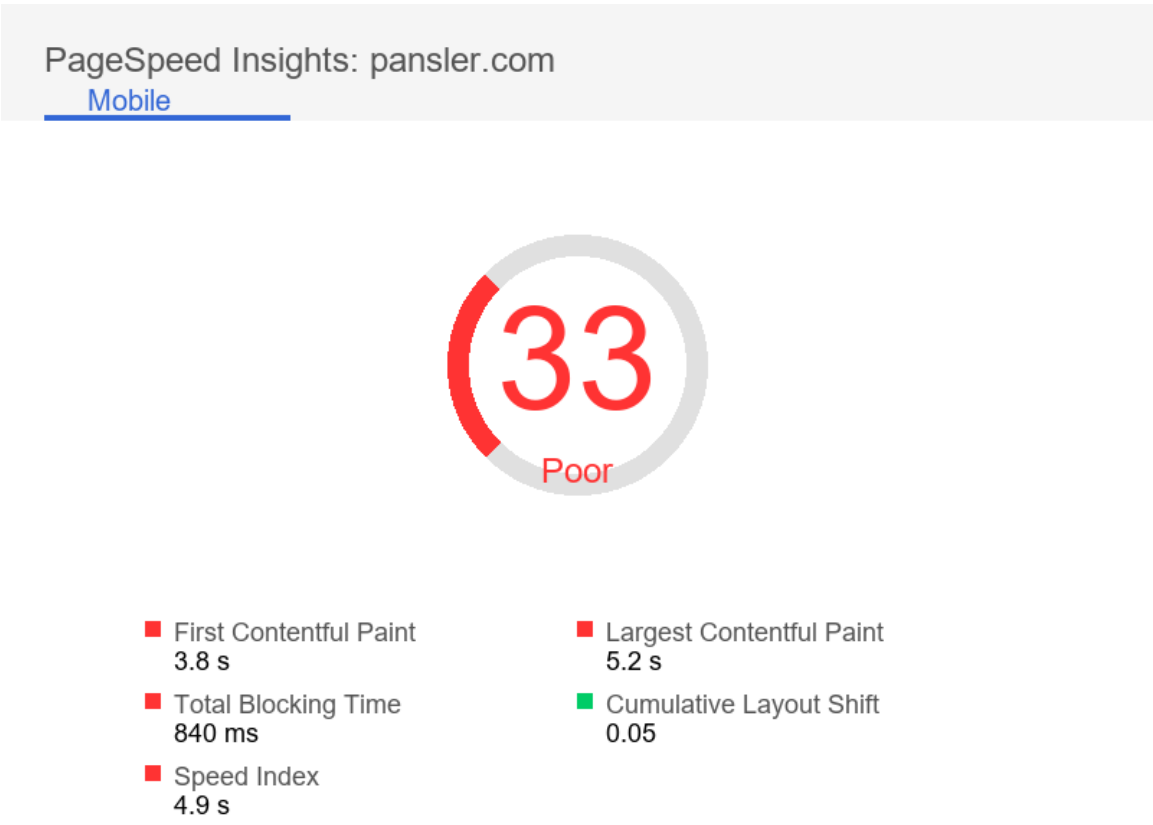 PageSpeed Insights: pansler.com
Mobile
33
Poor
First Contentful Paint
3.8 s
Largest Contentful Paint
5.2 s
Total Blocking Time
840 ms
Cumulative Layout Shift
0.05
Speed Index
4.9 s